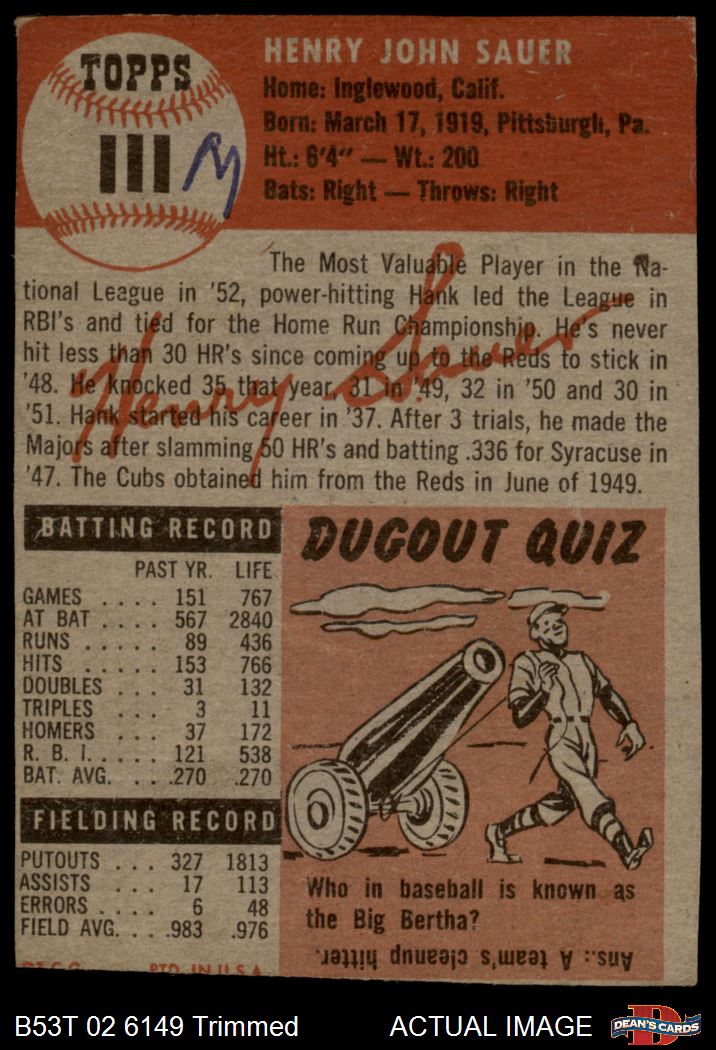 TOPPS
111
HENRY JOHN SAUER
Home: Inglewood, Calif.
Born: March 17, 1919, Pittsburgh, Pa.
Ht.: 6'4" — Wt.: 200
Bats: Right — Throws: Right
The Most Valuable Player in the Na-
tional League in '52, power-hitting Hank led the League in
RBI's and tied for the Home Run Championship. He's never
hit less than 30 HR's since coming up to the Reds to stick in
'48. He knocked 35 that year, 31 in '49, 32 in '50 and 30 in
'51. Hank started his career in '37. After 3 trials, he made the
Majors after slamming 50 HR's and batting .336 for Syracuse in
'47. The Cubs obtained him from the Reds in June of 1949.
Henry Sauer
BATTING RECORD
PAST YR. LIFE
GAMES .... 151 767
AT BAT .... 567 2840
RUNS ..... 89 436
HITS ..... 153 766
DOUBLES ... 31 132
TRIPLES ... 3 11
HOMERS ... 37 172
R. B. I. .... 121 538
BAT. AVG. ... .270 .270
FIELDING RECORD
PUTOUTS ... 327 1813
ASSISTS ... 17 113
ERRORS .... 6 48
FIELD AVG. .. .983 .976
DUGOUT QUIZ
Who in baseball is known as
the Big Bertha?
Ans.: A team's cleanup hitter.
PTD. IN U.S.A.
B53T 02 6149 Trimmed
ACTUAL IMAGE
DEAN'S CARDS